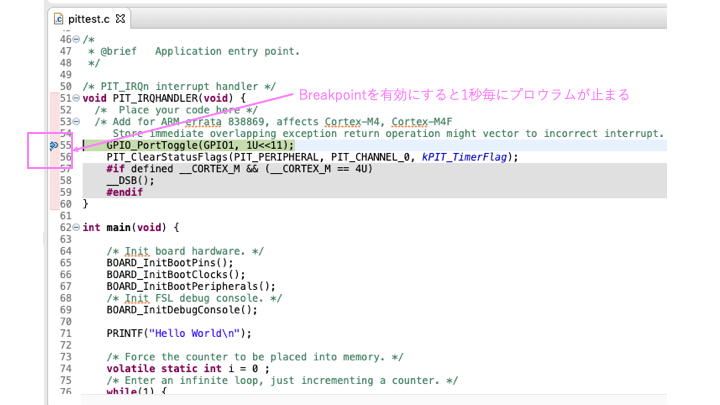 pittest.c
46 /*
47  * @brief   Application entry point.
48  */
49
50 /* PIT_IRQn interrupt handler */
Breakpointを有効にすると1秒毎にプロウラムが止まる
51 void PIT_IRQHANDLER(void) {
52     /*  Place your code here */
53   /* Add for ARM errata 838869, affects Cortex-M4, Cortex-M4F
54      Store immediate overlapping exception return operation might vector to incorrect interrupt.
55     GPIO_PortToggle(GPIO1, 1U<<11);
56     PIT_ClearStatusFlags(PIT_PERIPHERAL, PIT_CHANNEL_0, kPIT_TimerFlag);
57     #if defined __CORTEX_M && (__CORTEX_M == 4U)
58     __DSB();
59     #endif
60 }
61
62 int main(void) {
63
64     /* Init board hardware. */
65     BOARD_InitBootPins();
66     BOARD_InitBootClocks();
67     BOARD_InitBootPeripherals();
68     /* Init FSL debug console. */
69     BOARD_InitDebugConsole();
70
71     PRINTF("Hello World\n");
72
73     /* Force the counter to be placed into memory. */
74     volatile static int i = 0 ;
75     /* Enter an infinite loop, just incrementing a counter. */
76     while(1) {